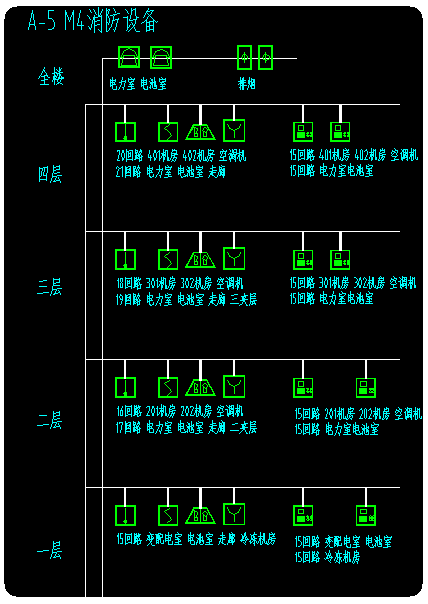 A-5 M4消防设备
全楼
电力室 电池室 排烟
四层
20回路 401机房 402机房 空调机
21回路 电力室 电池室 走廊
15回路 401机房 402机房 空调机
15回路 电力室电池室
三层
18回路 301机房 302机房 空调机
19回路 电力室 电池室 走廊 三夹层
15回路 301机房 302机房 空调机
15回路 电力室电池室
二层
16回路 201机房 202机房 空调机
17回路 电力室 电池室 走廊 二夹层
15回路 201机房 202机房 空调机
15回路 电力室电池室
一层
15回路 变配电室 电池室 走廊 冷冻机房
15回路 变配电室 电池室
15回路 冷冻机房